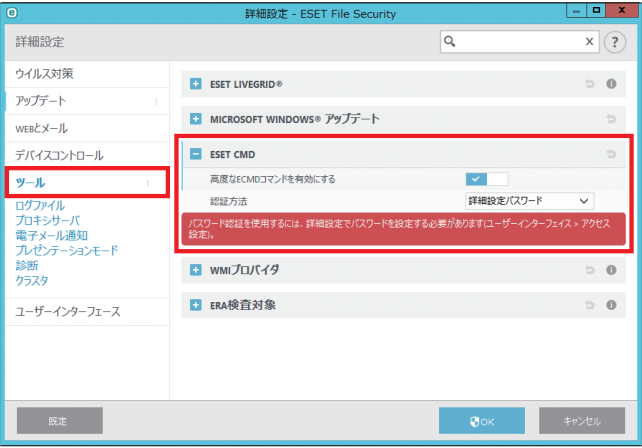 詳細設定 - ESET File Security
詳細設定
x
?
ウイルス対策
アップデート 1
WEBとメール
デバイスコントロール
ツール 1
ログファイル
プロキシサーバ
電子メール通知
プレゼンテーションモード
診断
クラスタ
ユーザーインターフェース
ESET LIVEGRID®
MICROSOFT WINDOWS® アップデート
ESET CMD
高度なECMDコマンドを有効にする
認証方法 詳細設定パスワード
パスワード認証を使用するには、詳細設定でパスワードを設定する必要があります(ユーザーインターフェイス > アクセス
設定)。
WMIプロバイダ
ERA検査対象
既定
OK
キャンセル